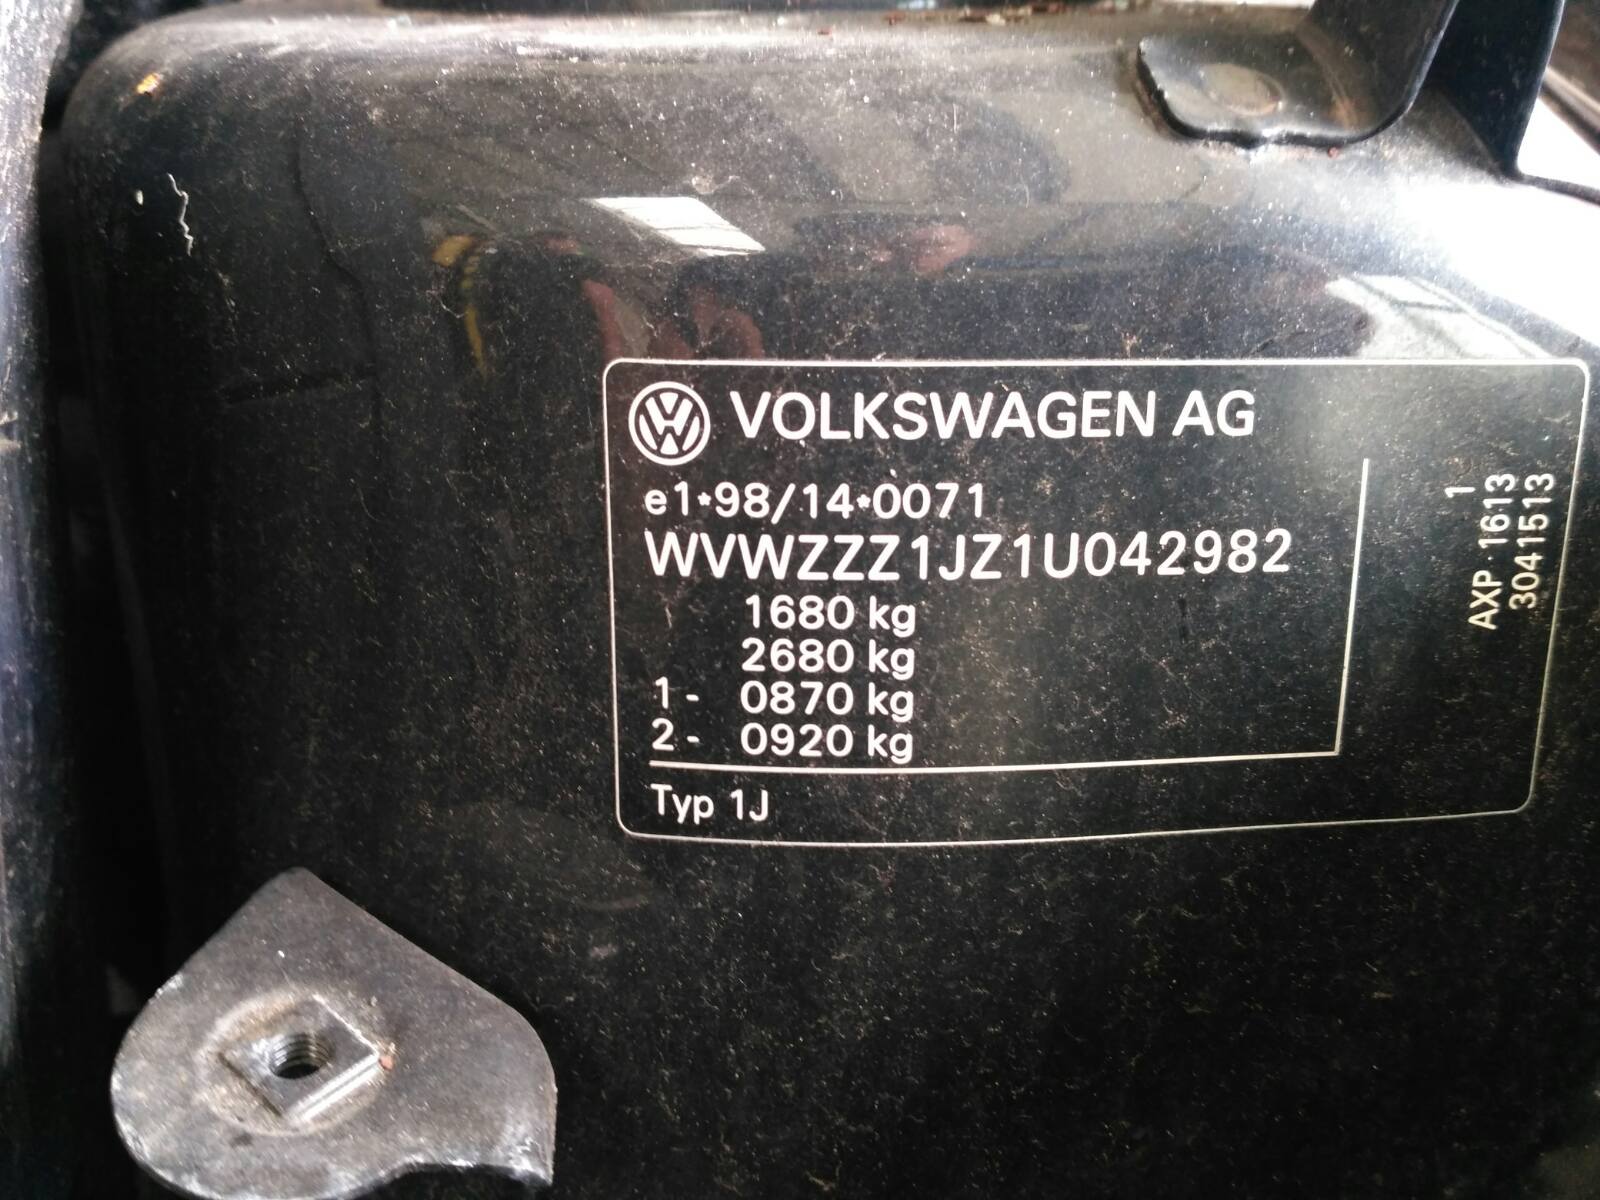 VOLKSWAGEN AG
e1*98/14*0071
WVWZZZ1JZ1U042982
1680 kg
2680 kg
1- 0870 kg
2- 0920 kg
Typ 1J
1
AXP 1613
3041513